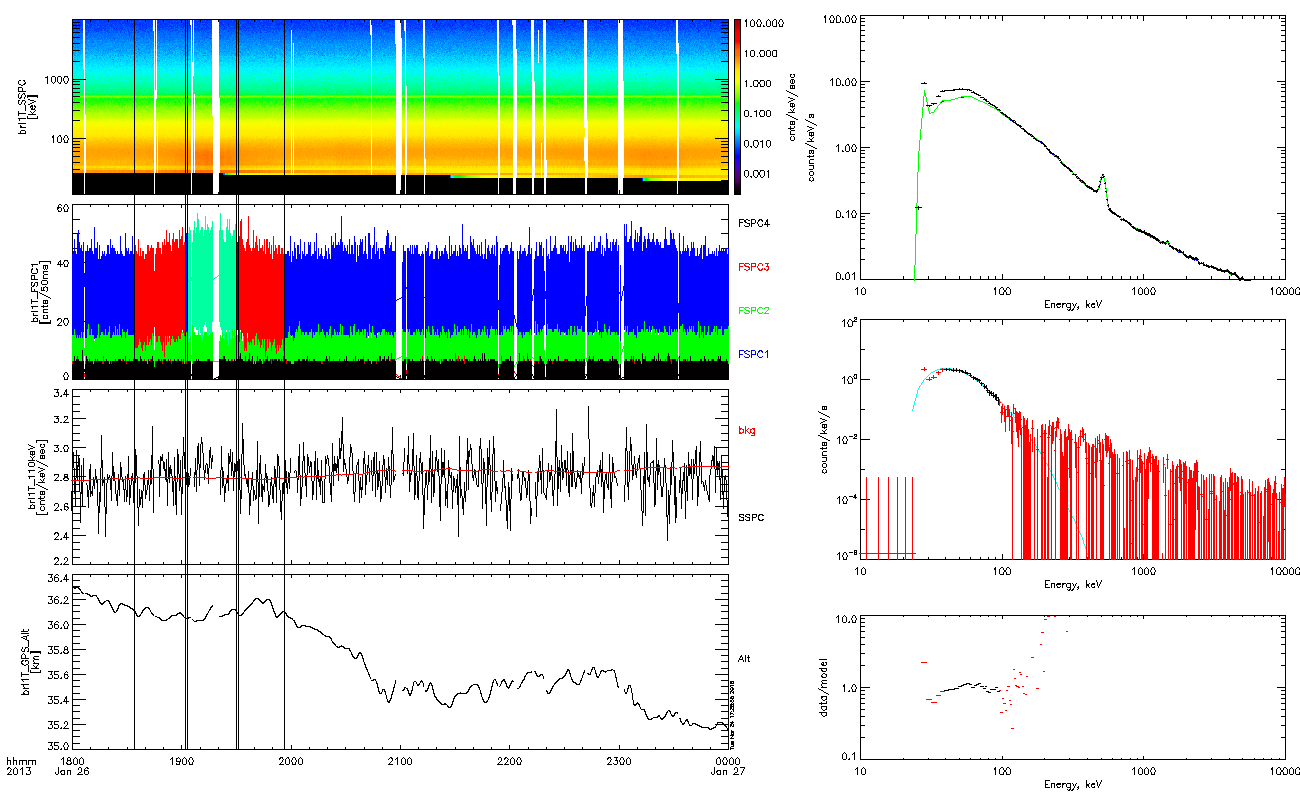 100.000
10.000
1.000
0.100
0.010
0.001
cnts/keV/sec
1000
100
br11T_SSPC
[keV]
60
40
20
0
br11T_FSPC1
[cnts/50ms]
FSPC4
FSPC3
FSPC2
FSPC1
3.4
3.2
3.0
2.8
2.6
2.4
2.2
br11T_110keV
[cnts/keV/sec]
bkg
SSPC
36.4
36.2
36.0
35.8
35.6
35.4
35.2
35.0
br11T_GPS_Alt
[km]
Alt
hhmm
2013
1800
Jan 26
1900
2000
2100
2200
2300
0000
Jan 27
100.00
10.00
1.00
0.10
0.01
counts/keV/s
10
100
1000
10000
Energy, keV
10²
10⁰
10⁻²
10⁻⁴
10⁻⁶
counts/keV/s
10
100
1000
10000
Energy, keV
10.0
1.0
0.1
data/model
10
100
1000
10000
Energy, keV